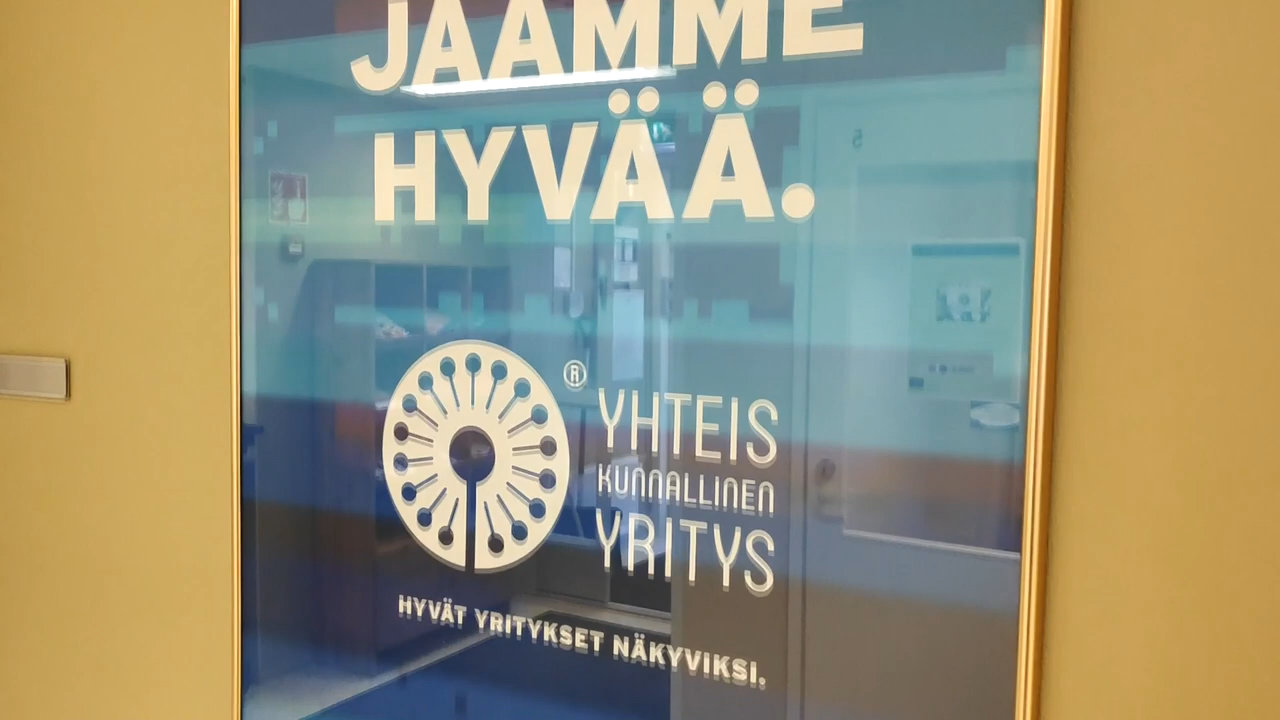 JAAMME
HYVÄÄ.
®
YHTEIS
KUNNALLINEN
YRITYS
HYVÄT YRITYKSET NÄKYVIKSI.